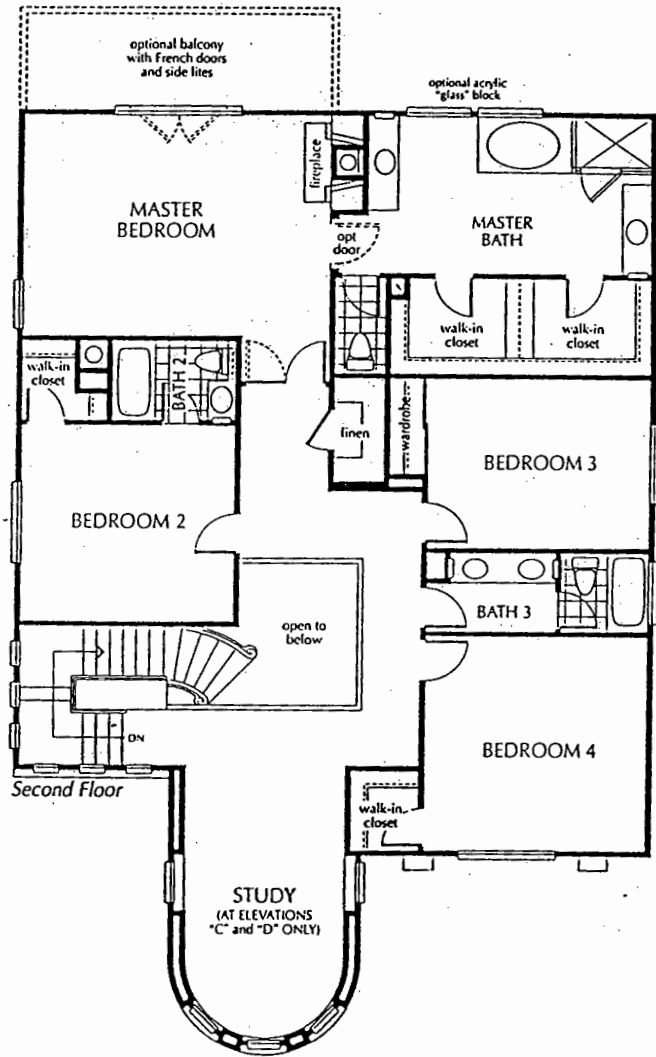 optional balcony
with French doors
and side lites
optional acrylic
"glass" block
fireplace
MASTER
BEDROOM
opt
door
MASTER
BATH
walk-in
closet
walk-in
closet
walk-in
closet
BATH 2
linen
wardrobe
BEDROOM 3
BEDROOM 2
open to
below
BATH 3
DN
BEDROOM 4
Second Floor
walk-in
closet
STUDY
(AT ELEVATIONS
"C" and "D" ONLY)